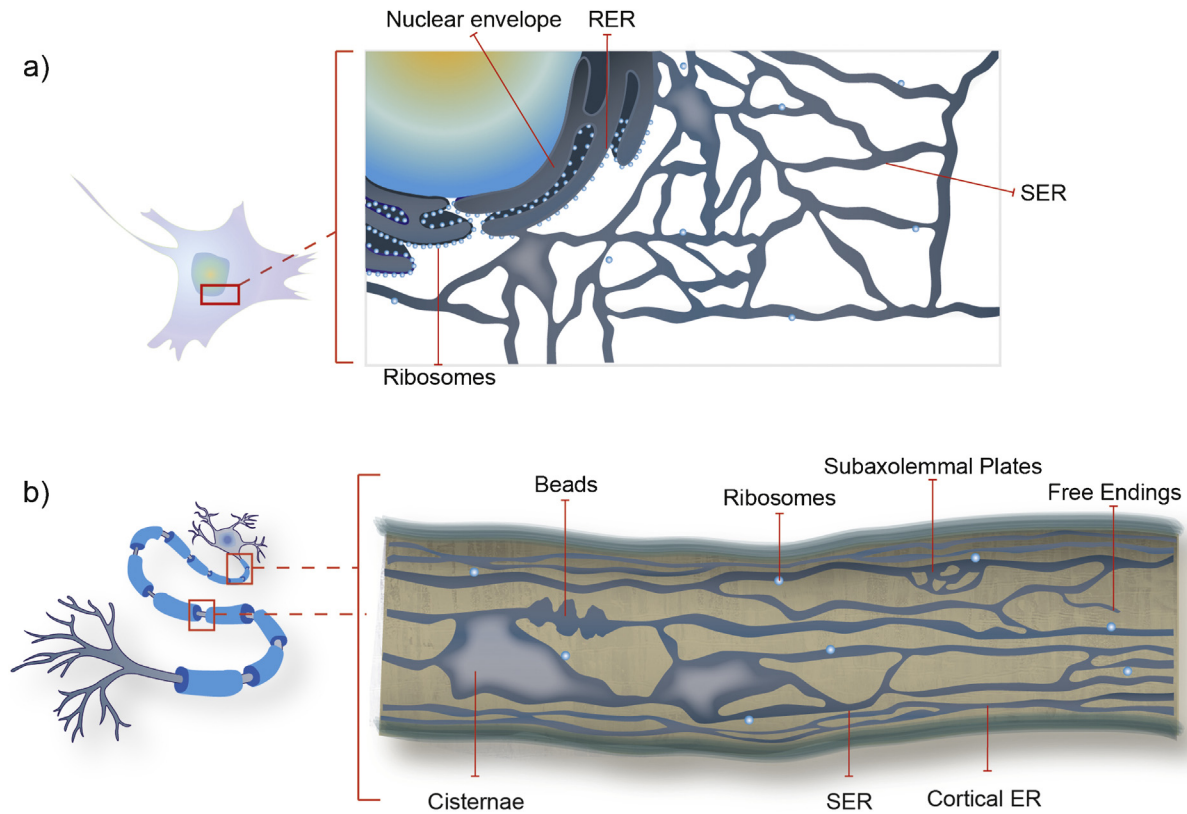 a)
Nuclear envelope
RER
SER
Ribosomes
b)
Beads
Ribosomes
Subaxolemmal Plates
Free Endings
Cisternae
SER
Cortical ER